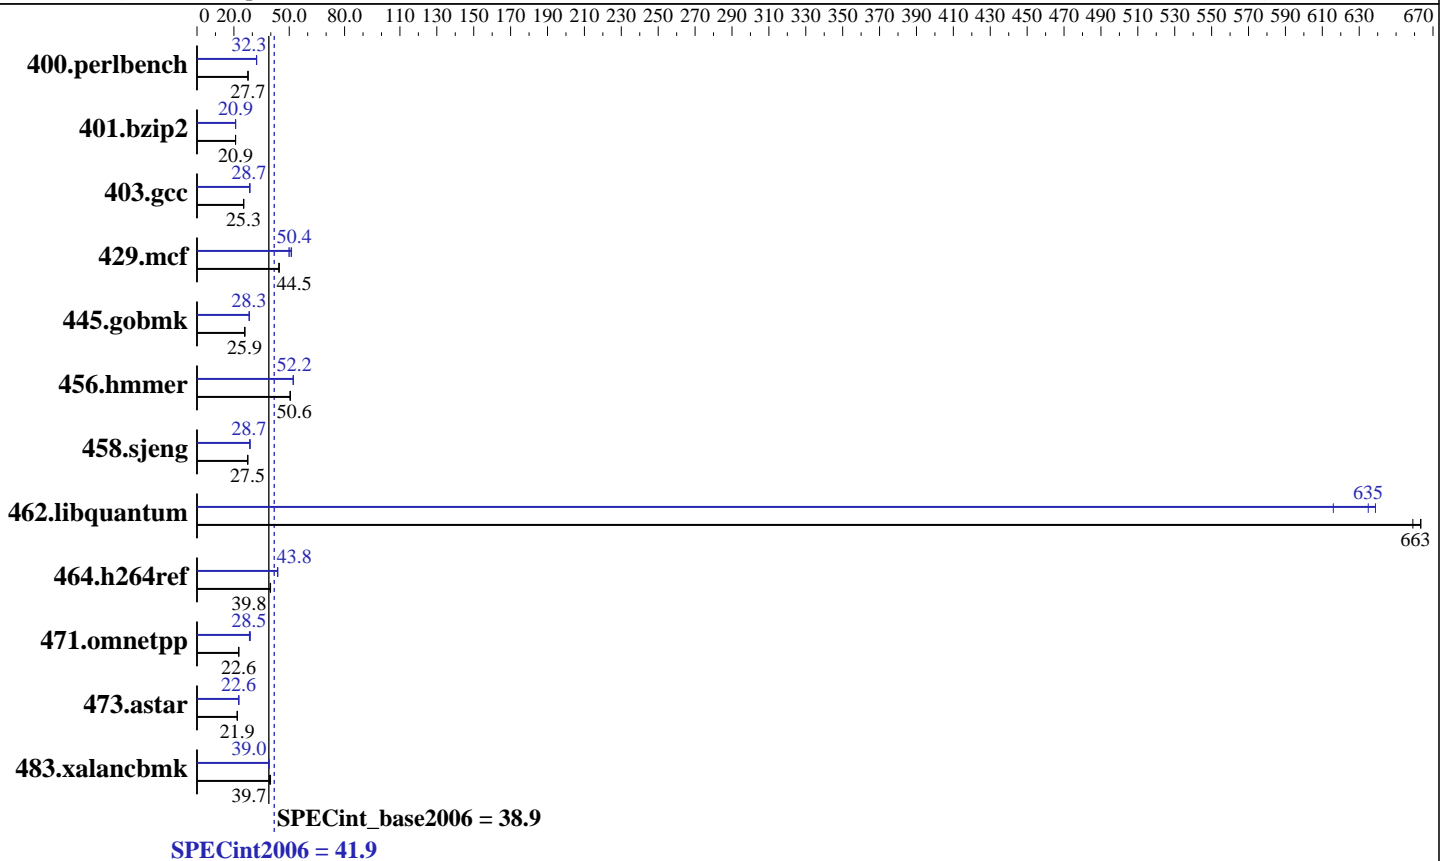 0 20.0 50.0 80.0 110 130 150 170 190 210 230 250 270 290 310 330 350 370 390 410 430 450 470 490 510 530 550 570 590 610 630 670
32.3
400.perlbench
27.7
20.9
401.bzip2
20.9
28.7
403.gcc
25.3
50.4
429.mcf
44.5
28.3
445.gobmk
25.9
52.2
456.hmmer
50.6
28.7
458.sjeng
27.5
635
462.libquantum
663
43.8
464.h264ref
39.8
28.5
471.omnetpp
22.6
22.6
473.astar
21.9
39.0
483.xalancbmk
39.7
SPECint_base2006 = 38.9
SPECint2006 = 41.9